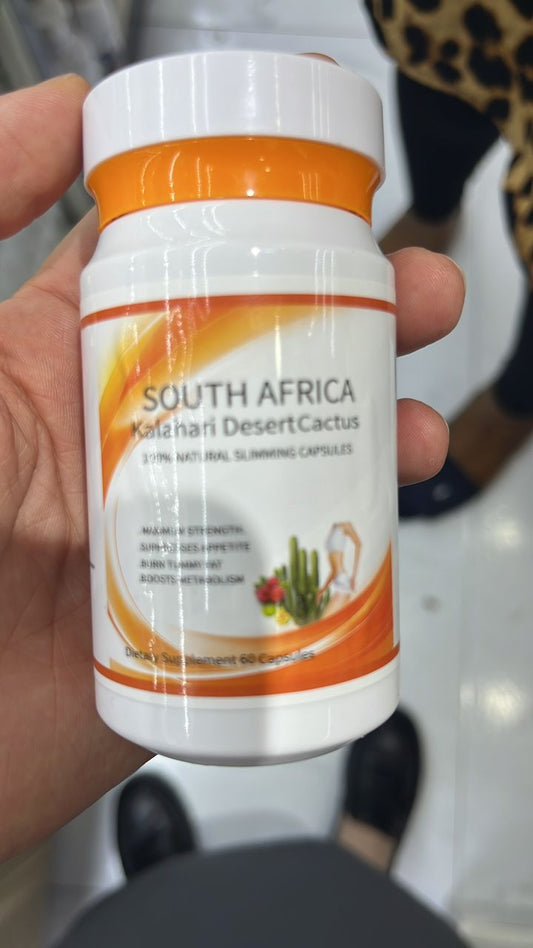 SOUTH AFRICA
Kalahari DesertCactus
100% NATURAL SLIMMING CAPSULES
MAXIMUM STRENGTH
SUPPRESSES APPETITE
BURN TUMMY FAT
BOOSTS METABOLISM
Dietary Supplement 60 Capsules